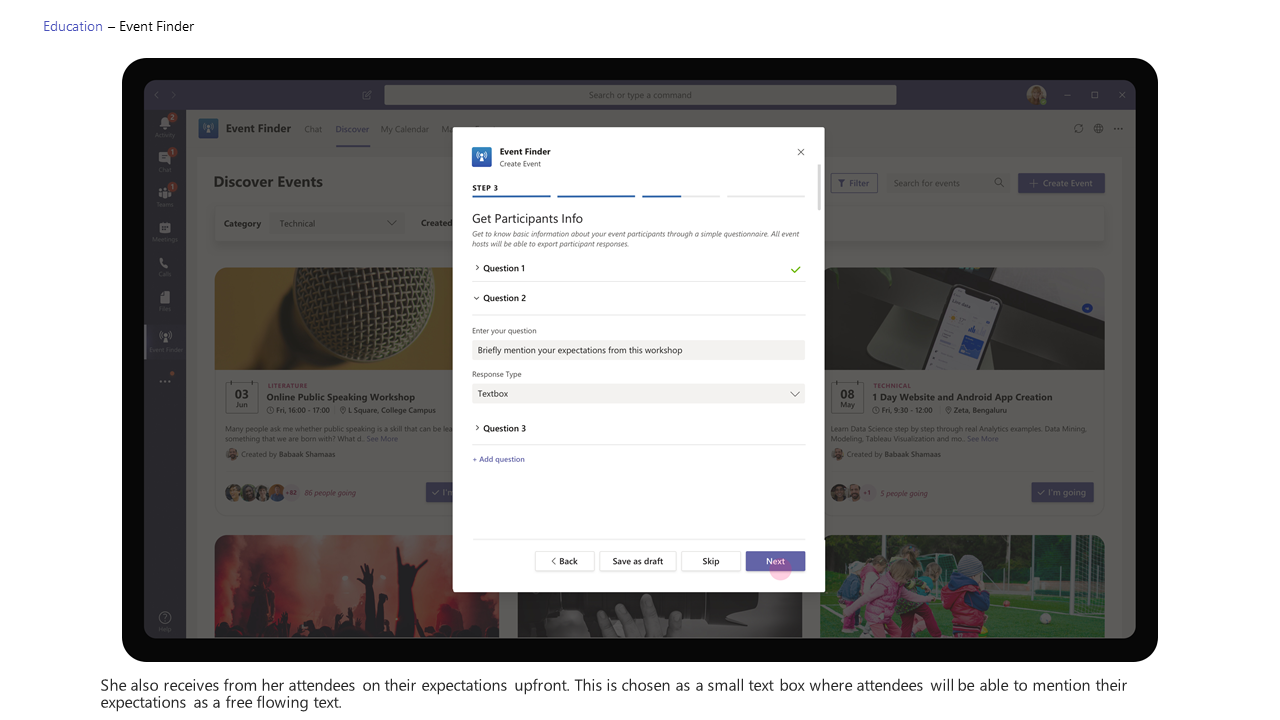 Education – Event Finder
Search or type a command
Activity 2
Chat 1
Teams 1
Meetings
Calls
Files
Event Finder
Help
Event Finder Chat Discover My Calendar
Discover Events
Filter Search for events + Create Event
Category Technical Created
Event Finder
Create Event
STEP 3
Get Participants Info
Get to know basic information about your event participants through a simple questionnaire. All event
hosts will be able to export participant responses.
Question 1
Question 2
Enter your question
Briefly mention your expectations from this workshop
Response Type
Textbox
Question 3
+ Add question
Back Save as draft Skip Next
03
Jun
LITERATURE
Online Public Speaking Workshop
Fri, 16:00 - 17:00 L Square, College Campus
Many people ask me whether public speaking is a skill that can be
something that we are born with? What d.. See More
Created by Babaak Shamaas
+82 86 people going
08
May
TECHNICAL
1 Day Website and Android App Creation
Fri, 9:30 - 12:00 Zeta, Bengaluru
Learn Data Science step by step through real Analytics examples. Data Mining,
Modeling, Tableau Visualization and mo.. See More
Created by Babaak Shamaas
+1 5 people going I'm going
She also receives from her attendees on their expectations upfront. This is chosen as a small text box where attendees will be able to mention their
expectations as a free flowing text.